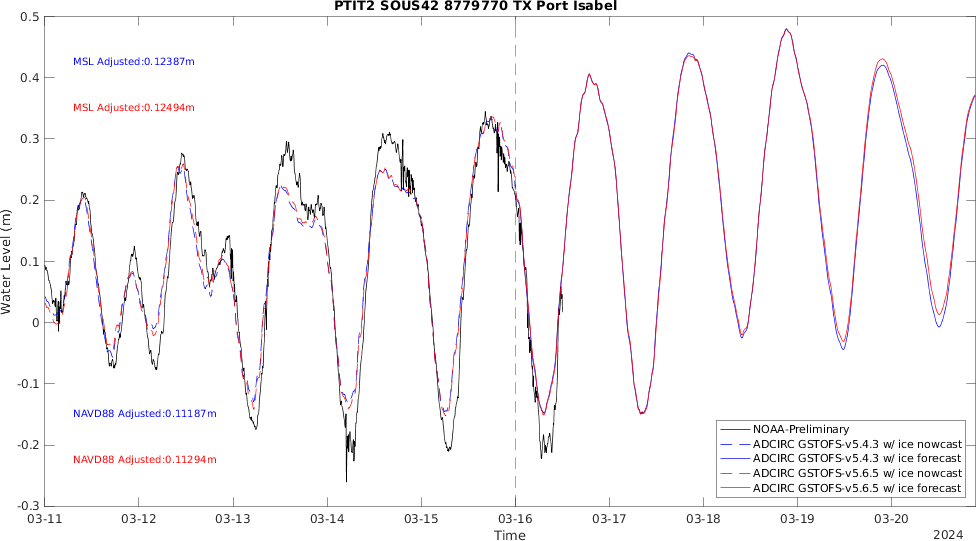 PTIT2 SOUS42 8779770 TX Port Isabel
Water Level (m)
0.5
0.4
0.3
0.2
0.1
0
-0.1
-0.2
-0.3
MSL Adjusted:0.12387m
MSL Adjusted:0.12494m
NAVD88 Adjusted:0.11187m
NAVD88 Adjusted:0.11294m
NOAA-Preliminary
ADCIRC GSTOFS-v5.4.3 w/ ice nowcast
ADCIRC GSTOFS-v5.4.3 w/ ice forecast
ADCIRC GSTOFS-v5.6.5 w/ ice nowcast
ADCIRC GSTOFS-v5.6.5 w/ ice forecast
03-11 03-12 03-13 03-14 03-15 03-16 03-17 03-18 03-19 03-20
Time
2024